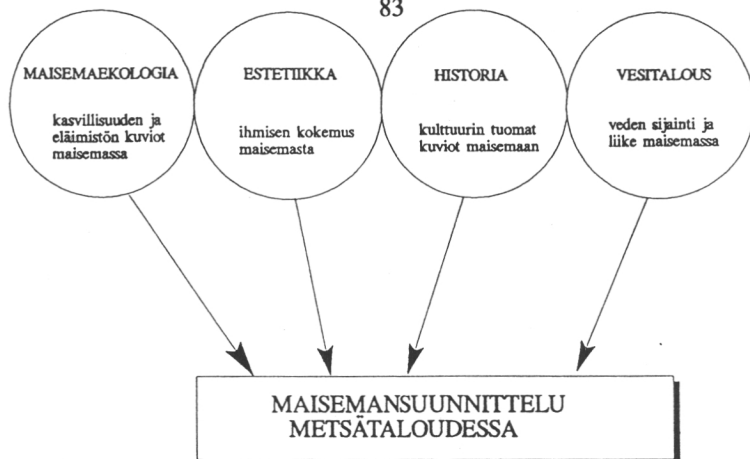 83
MAISEMAEKOLOGIA
kasvillisuuden ja
eläimistön kuviot
maisemassa
ESTETIIKKA
ihmisen kokemus
maisemasta
HISTORIA
kulttuurin tuomat
kuviot maisemaan
VESITALOUS
veden sijainti ja
liike maisemassa
MAISEMANSUUNNITTELU
METSÄTALOUDESSA